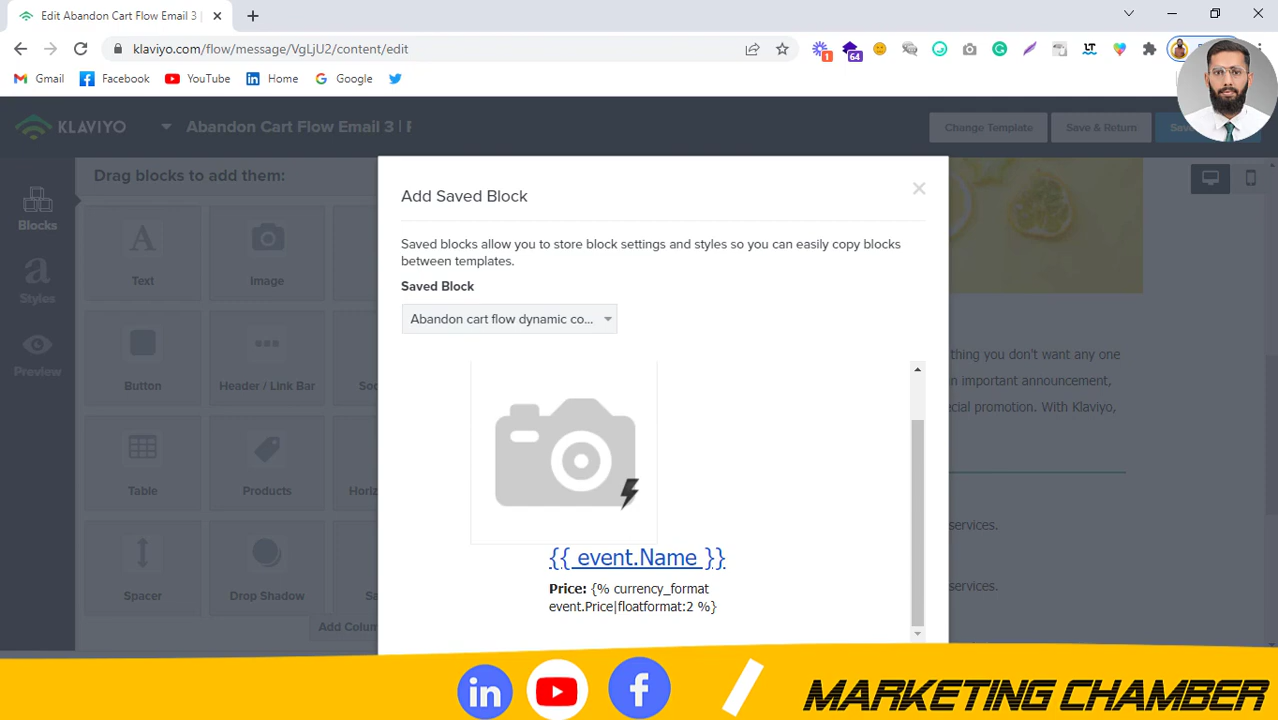 Edit Abandon Cart Flow Email 3 |
klaviyo.com/flow/message/VgLjU2/content/edit
1
64
LT
Gmail
Facebook
YouTube
Home
Google
KLAVIYO
Abandon Cart Flow Email 3 |
Change Template
Save & Return
Drag blocks to add them:
Blocks
Styles
Preview
Text
Image
Button
Header / Link Bar
Table
Products
Spacer
Drop Shadow
Add Saved Block
Saved blocks allow you to store block settings and styles so you can easily copy blocks
between templates.
Saved Block
Abandon cart flow dynamic co...
{{ event.Name }}
Price: {% currency_format
event.Price|floatformat:2 %}
thing you don't want any one
n important announcement,
ecial promotion. With Klaviyo,
services.
services.
in
f
MARKETING CHAMBER